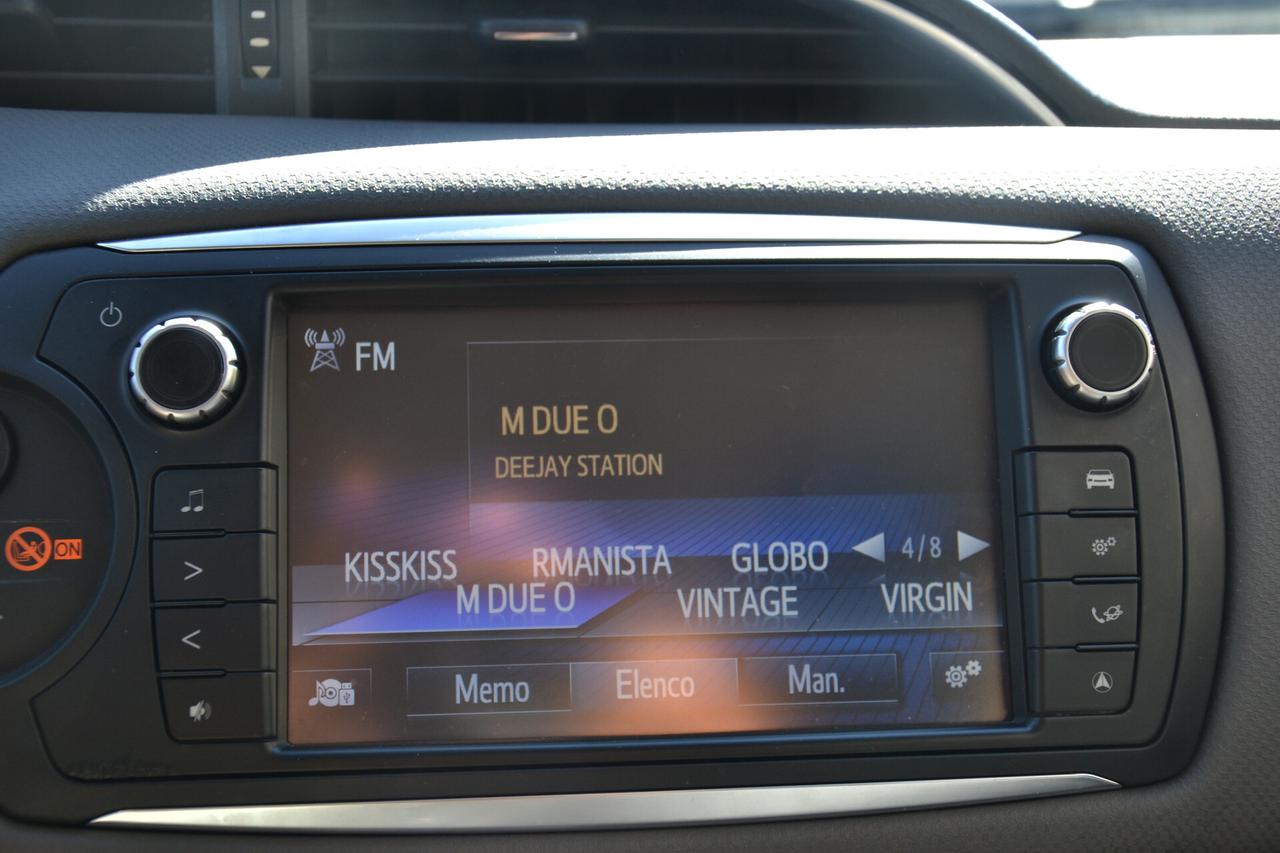 FM
M DUE O
DEEJAY STATION
KISSKISS RMANISTA GLOBO 4/8
M DUE O VINTAGE VIRGIN
Memo Elenco Man.
ON